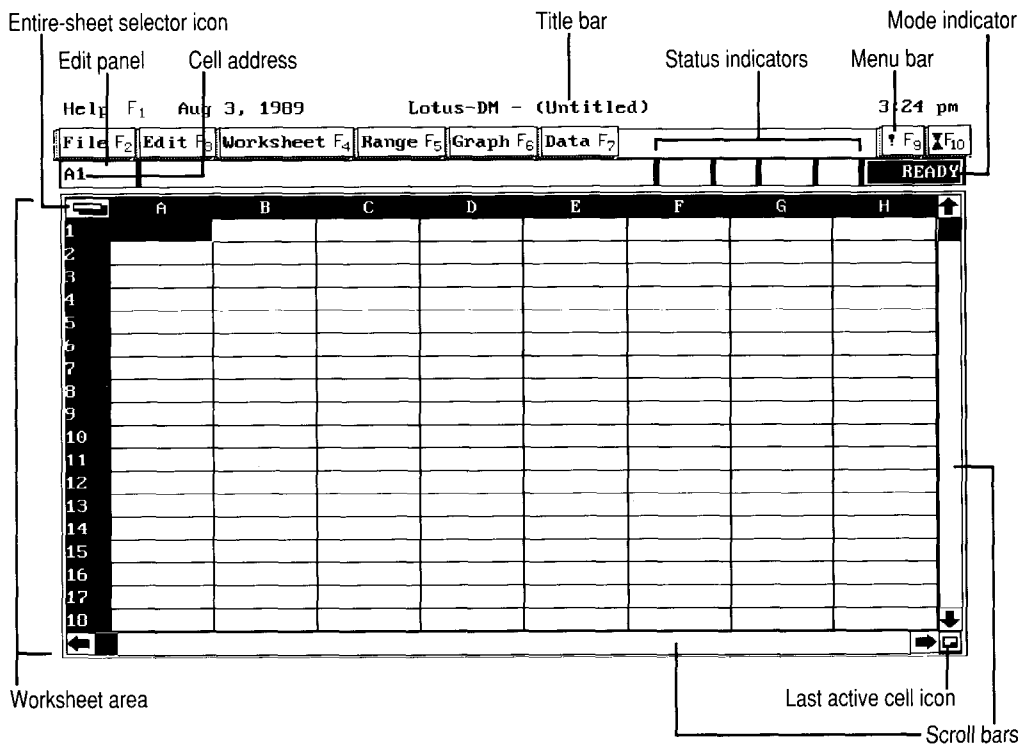 Entire-sheet selector icon Title bar Mode indicator
Edit panel Cell address Status indicators Menu bar
Help F1 Aug 3, 1989 Lotus-DM - (Untitled) 3:24 pm
File F2 Edit F3 Worksheet F4 Range F5 Graph F6 Data F7 ! F9 F10
A1 READY
A B C D E F G H
1
2
3
4
5
6
7
8
9
10
11
12
13
14
15
16
17
18
Worksheet area Last active cell icon
Scroll bars